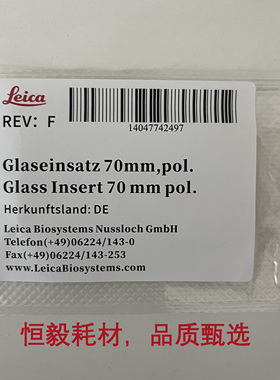 Leica
REV: F
14047742497
Glaseinsatz 70mm,pol.
Glass Insert 70 mm pol.
Herkunftsland: DE
Leica Biosystems Nussloch GmbH
Telefon(+49)06224/143-0
Fax(+49)06224/143-253
www.LeicaBiosystems.com
恒毅耗材，品质甄选